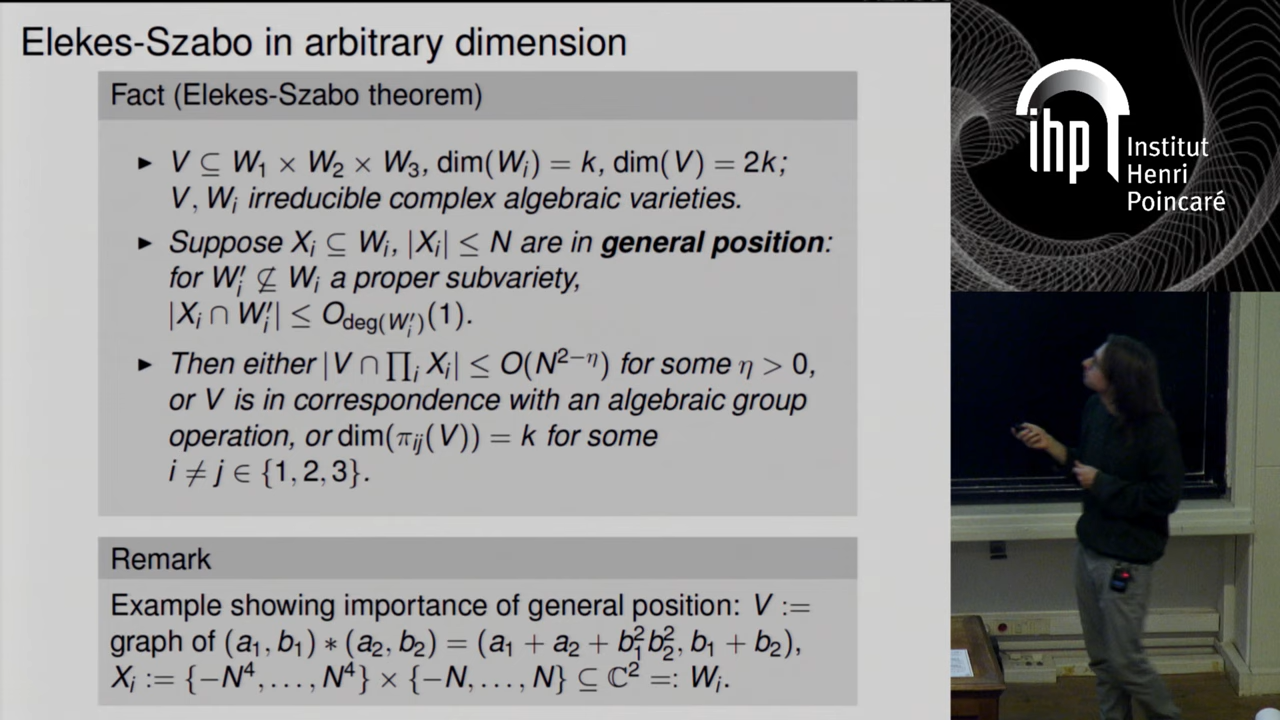 Elekes-Szabo in arbitrary dimension
Fact (Elekes-Szabo theorem)
▶ V ⊆ W₁ × W₂ × W₃, dim(Wᵢ) = k, dim(V) = 2k;
V, Wᵢ irreducible complex algebraic varieties.
▶ Suppose Xᵢ ⊆ Wᵢ, |Xᵢ| ≤ N are in general position:
for W′ᵢ ⊈ Wᵢ a proper subvariety,
|Xᵢ ∩ W′ᵢ| ≤ O_{deg(W′ᵢ)}(1).
▶ Then either |V ∩ ∏ᵢ Xᵢ| ≤ O(N^{2−η}) for some η > 0,
or V is in correspondence with an algebraic group
operation, or dim(π_{ij}(V)) = k for some
i ≠ j ∈ {1, 2, 3}.
Remark
Example showing importance of general position: V :=
graph of (a₁, b₁) ∗ (a₂, b₂) = (a₁ + a₂ + b₁²b₂², b₁ + b₂),
Xᵢ := {−N⁴, …, N⁴} × {−N, …, N} ⊆ ℂ² =: Wᵢ.
ihp
Institut
Henri
Poincaré